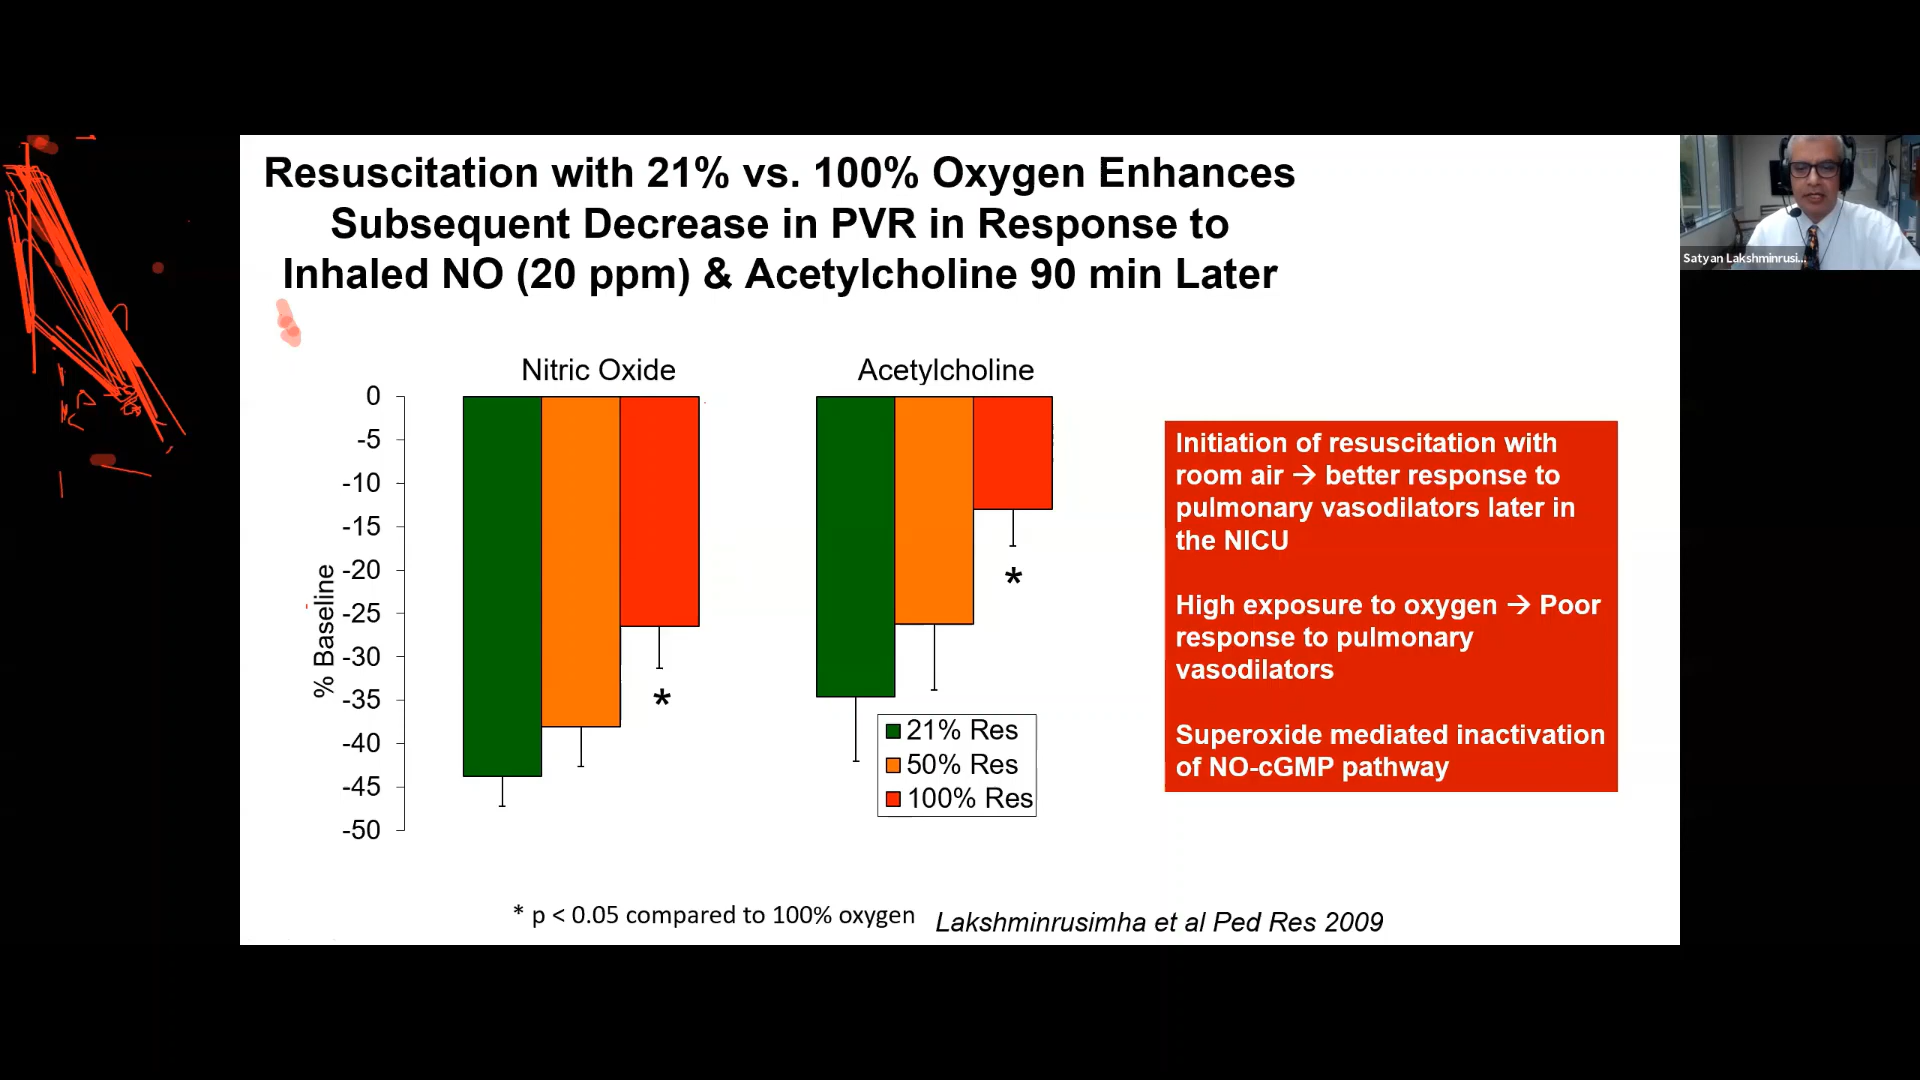 Resuscitation with 21% vs. 100% Oxygen Enhances
Subsequent Decrease in PVR in Response to
Inhaled NO (20 ppm) & Acetylcholine 90 min Later
Satyan Lakshminrusi...
Nitric Oxide
Acetylcholine
% Baseline
0
-5
-10
-15
-20
-25
-30
-35
-40
-45
-50
*
*
21% Res
50% Res
100% Res
Initiation of resuscitation with
room air → better response to
pulmonary vasodilators later in
the NICU
High exposure to oxygen → Poor
response to pulmonary
vasodilators
Superoxide mediated inactivation
of NO-cGMP pathway
* p < 0.05 compared to 100% oxygen
Lakshminrusimha et al Ped Res 2009